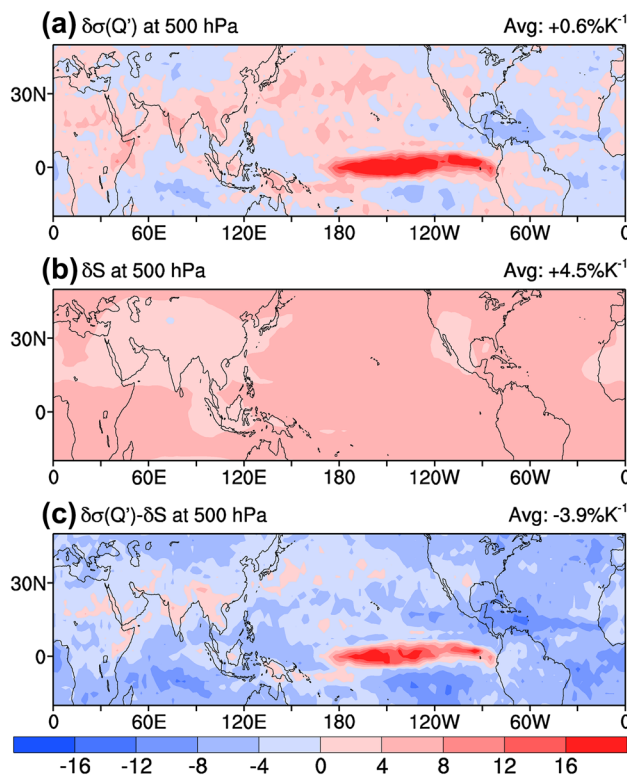 (a) δσ(Q') at 500 hPa Avg: +0.6%K⁻¹
30N
0
0 60E 120E 180 120W 60W 0
(b) δS at 500 hPa Avg: +4.5%K⁻¹
30N
0
0 60E 120E 180 120W 60W 0
(c) δσ(Q')-δS at 500 hPa Avg: -3.9%K⁻¹
30N
0
0 60E 120E 180 120W 60W 0
-16 -12 -8 -4 0 4 8 12 16